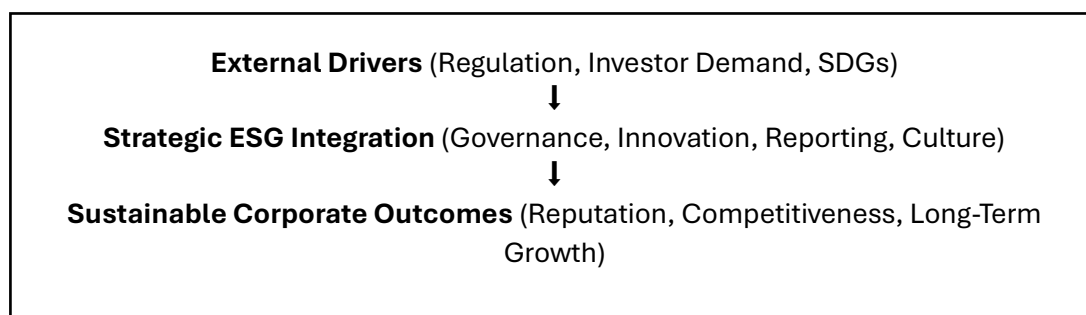 External Drivers (Regulation, Investor Demand, SDGs)
Strategic ESG Integration (Governance, Innovation, Reporting, Culture)
Sustainable Corporate Outcomes (Reputation, Competitiveness, Long-Term
Growth)